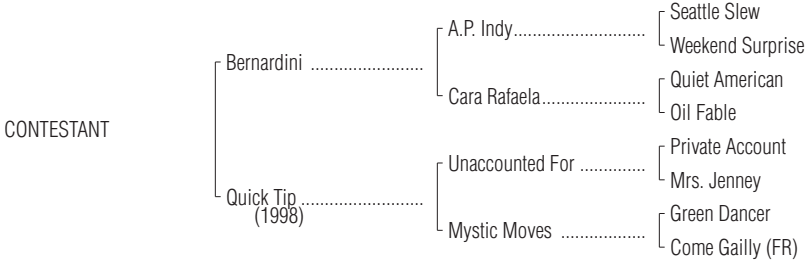 Seattle Slew
A.P. Indy..............................
Weekend Surprise
Bernardini .........................
Quiet American
Cara Rafaela.......................
Oil Fable
CONTESTANT
Private Account
Unaccounted For ...............
Mrs. Jenney
Quick Tip ...........................
(1998)
Green Dancer
Mystic Moves ...................
Come Gailly (FR)